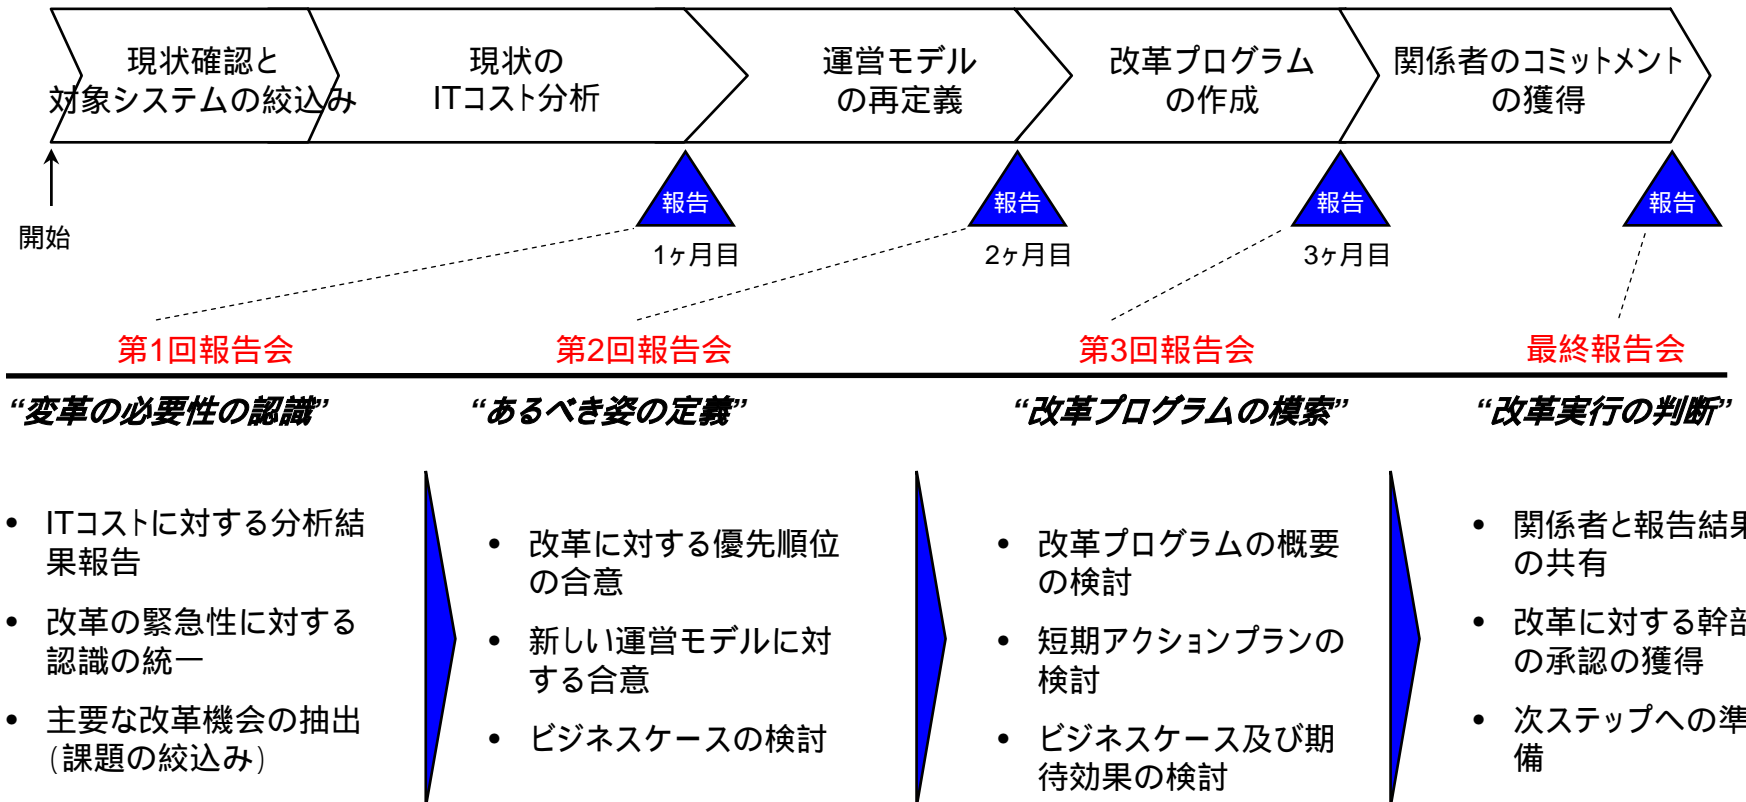 現状確認と
対象システムの絞込み
現状の
ITコスト分析
運営モデル
の再定義
改革プログラム
の作成
関係者のコミットメント
の獲得
開始
報告
1ヶ月目
報告
2ヶ月目
報告
3ヶ月目
報告
第1回報告会
第2回報告会
第3回報告会
最終報告会
“変革の必要性の認識”
“あるべき姿の定義”
“改革プログラムの模索”
“改革実行の判断”
• ITコストに対する分析結
果報告
• 改革の緊急性に対する
認識の統一
• 主要な改革機会の抽出
(課題の絞込み)
• 改革に対する優先順位
の合意
• 新しい運営モデルに対
する合意
• ビジネスケースの検討
• 改革プログラムの概要
の検討
• 短期アクションプランの
検討
• ビジネスケース及び期
待効果の検討
• 関係者と報告結果
の共有
• 改革に対する幹部
の承認の獲得
• 次ステップへの準
備